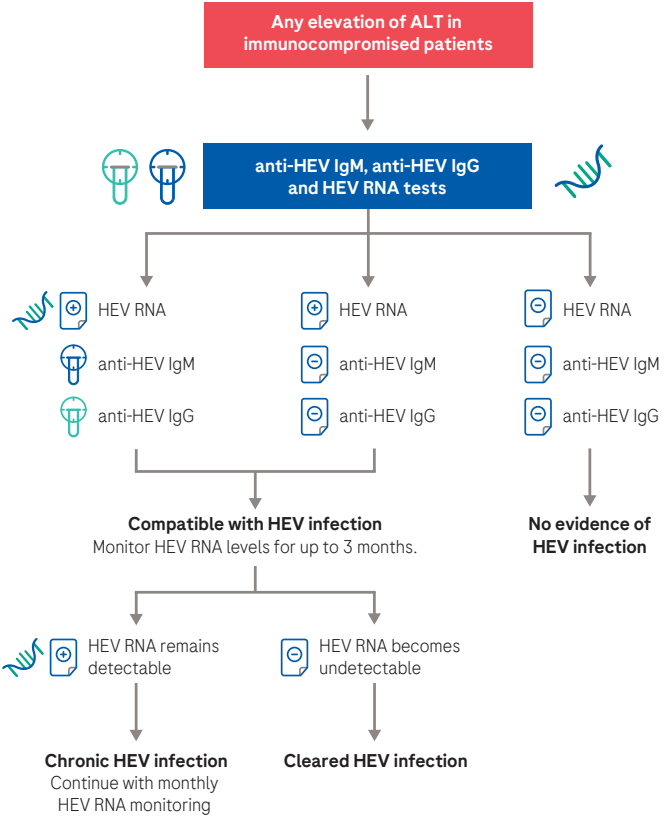 Any elevation of ALT in
immunocompromised patients
anti-HEV IgM, anti-HEV IgG
and HEV RNA tests
HEV RNA
anti-HEV IgM
anti-HEV IgG
HEV RNA
anti-HEV IgM
anti-HEV IgG
HEV RNA
anti-HEV IgM
anti-HEV IgG
Compatible with HEV infection
Monitor HEV RNA levels for up to 3 months.
No evidence of
HEV infection
HEV RNA remains
detectable
HEV RNA becomes
undetectable
Chronic HEV infection
Continue with monthly
HEV RNA monitoring
Cleared HEV infection